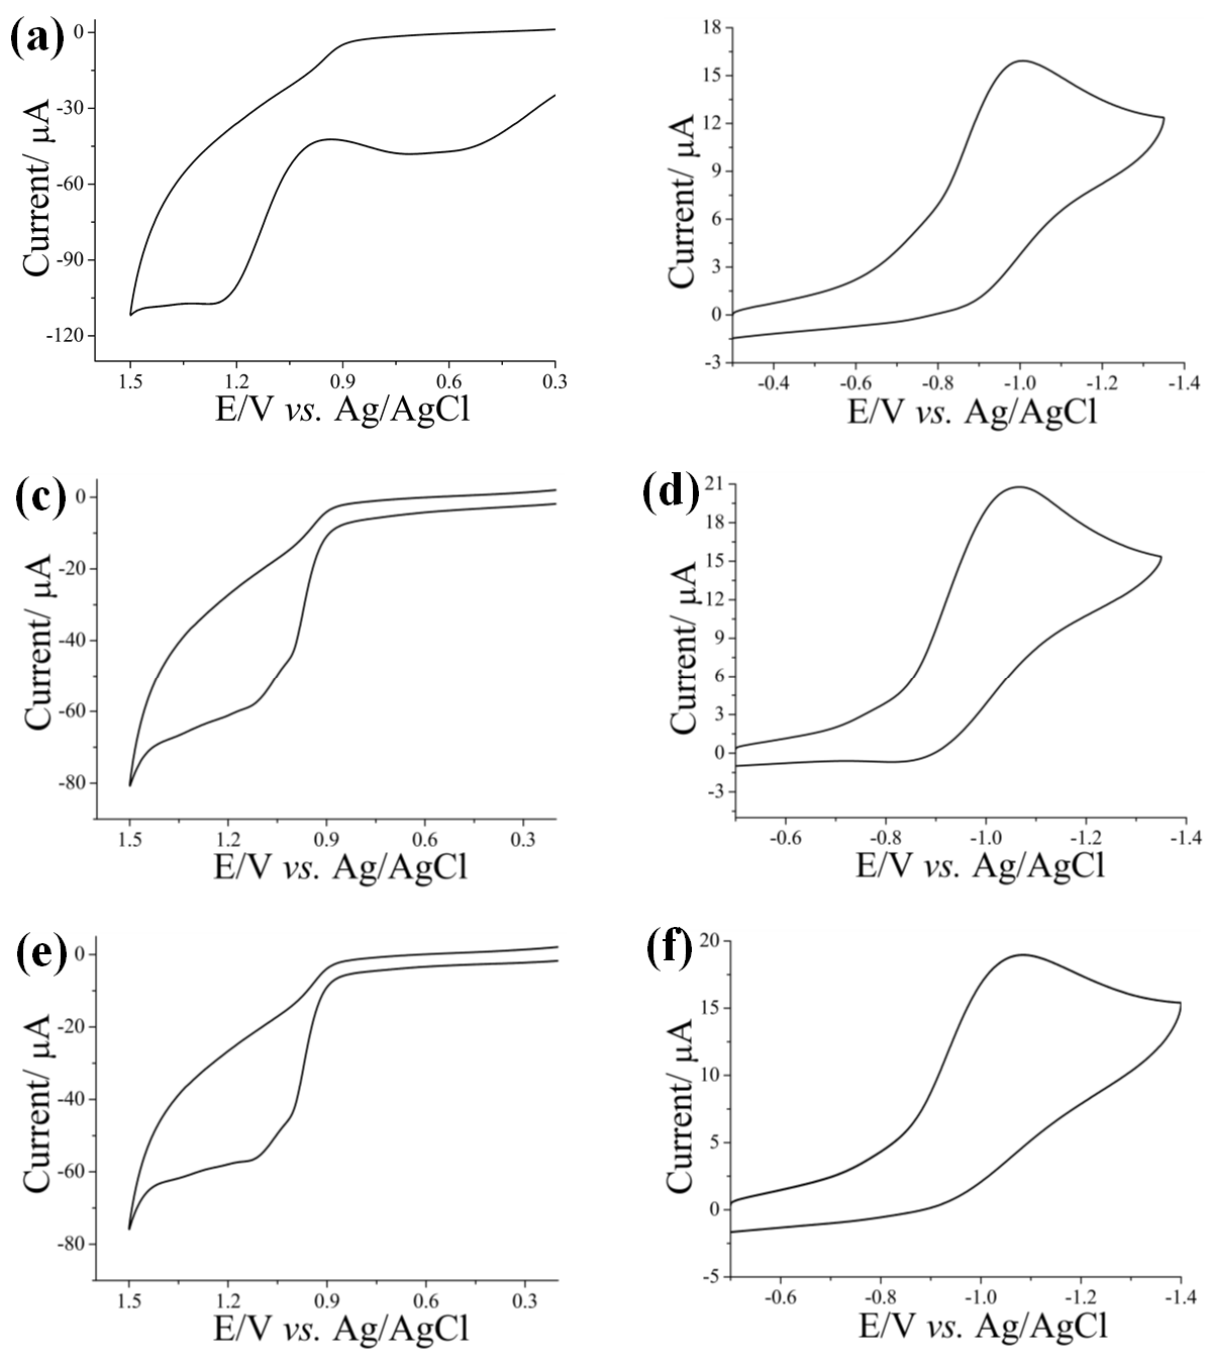 (a)
0
-30
-60
-90
-120
Current/ μA
1.5 1.2 0.9 0.6 0.3
E/V vs. Ag/AgCl
18
15
12
9
6
3
0
-3
Current/ μA
-0.4 -0.6 -0.8 -1.0 -1.2 -1.4
E/V vs. Ag/AgCl
(c)
0
-20
-40
-60
-80
Current/ μA
1.5 1.2 0.9 0.6 0.3
E/V vs. Ag/AgCl
(d)
21
18
15
12
9
6
3
0
-3
Current/ μA
-0.6 -0.8 -1.0 -1.2 -1.4
E/V vs. Ag/AgCl
(e)
0
-20
-40
-60
-80
Current/ μA
1.5 1.2 0.9 0.6 0.3
E/V vs. Ag/AgCl
(f)
20
15
10
5
0
-5
Current/ μA
-0.6 -0.8 -1.0 -1.2 -1.4
E/V vs. Ag/AgCl